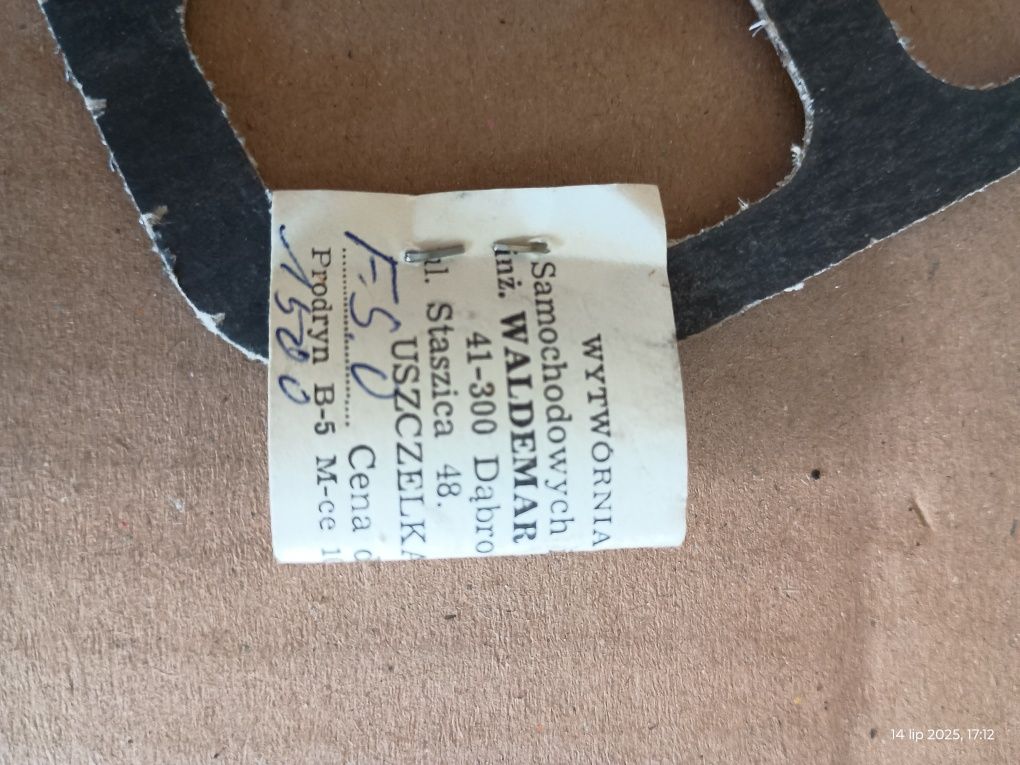 WYTWÓRNIA
Samochodowych
inż. WALDEMAR
41-300 Dąbro
ul. Staszica 48.
USZCZELKA
F.S.O Cena d
Prodryn B-5 M-ce 1
1500
14 lip 2025, 17:12